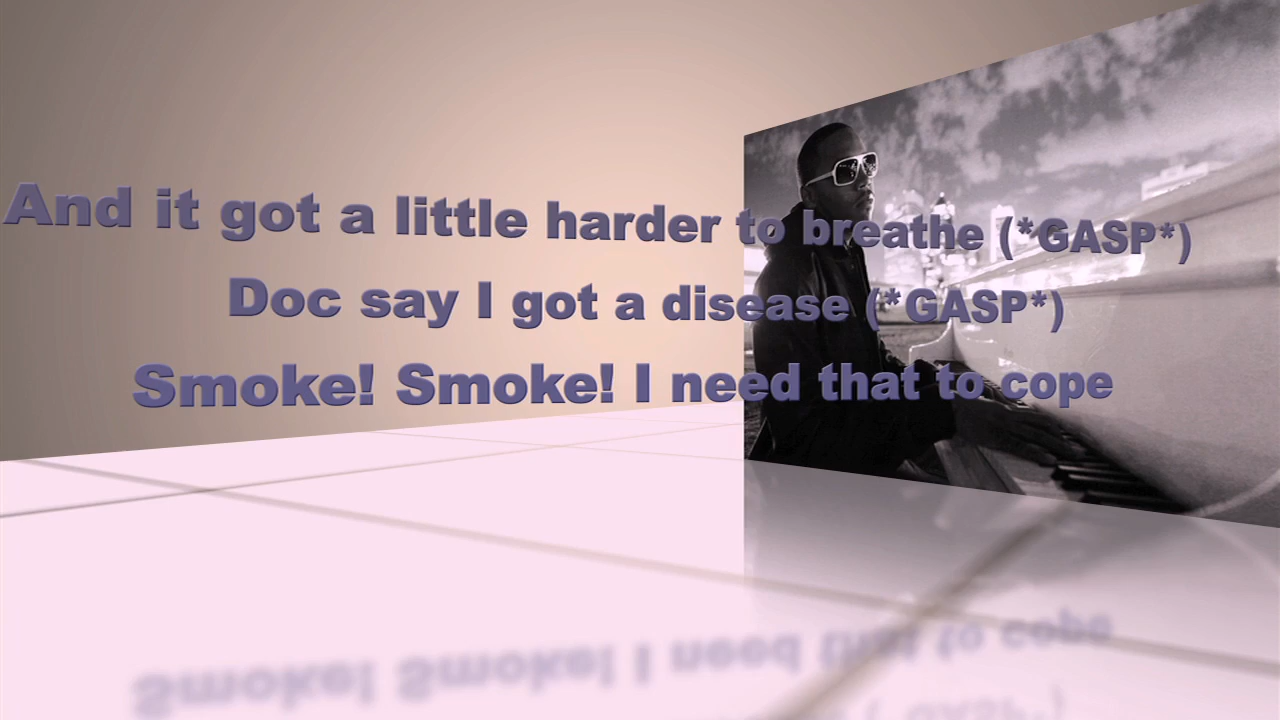 And it got a little harder to breathe (*GASP*)
Doc say I got a disease (*GASP*)
Smoke! Smoke! I need that to cope